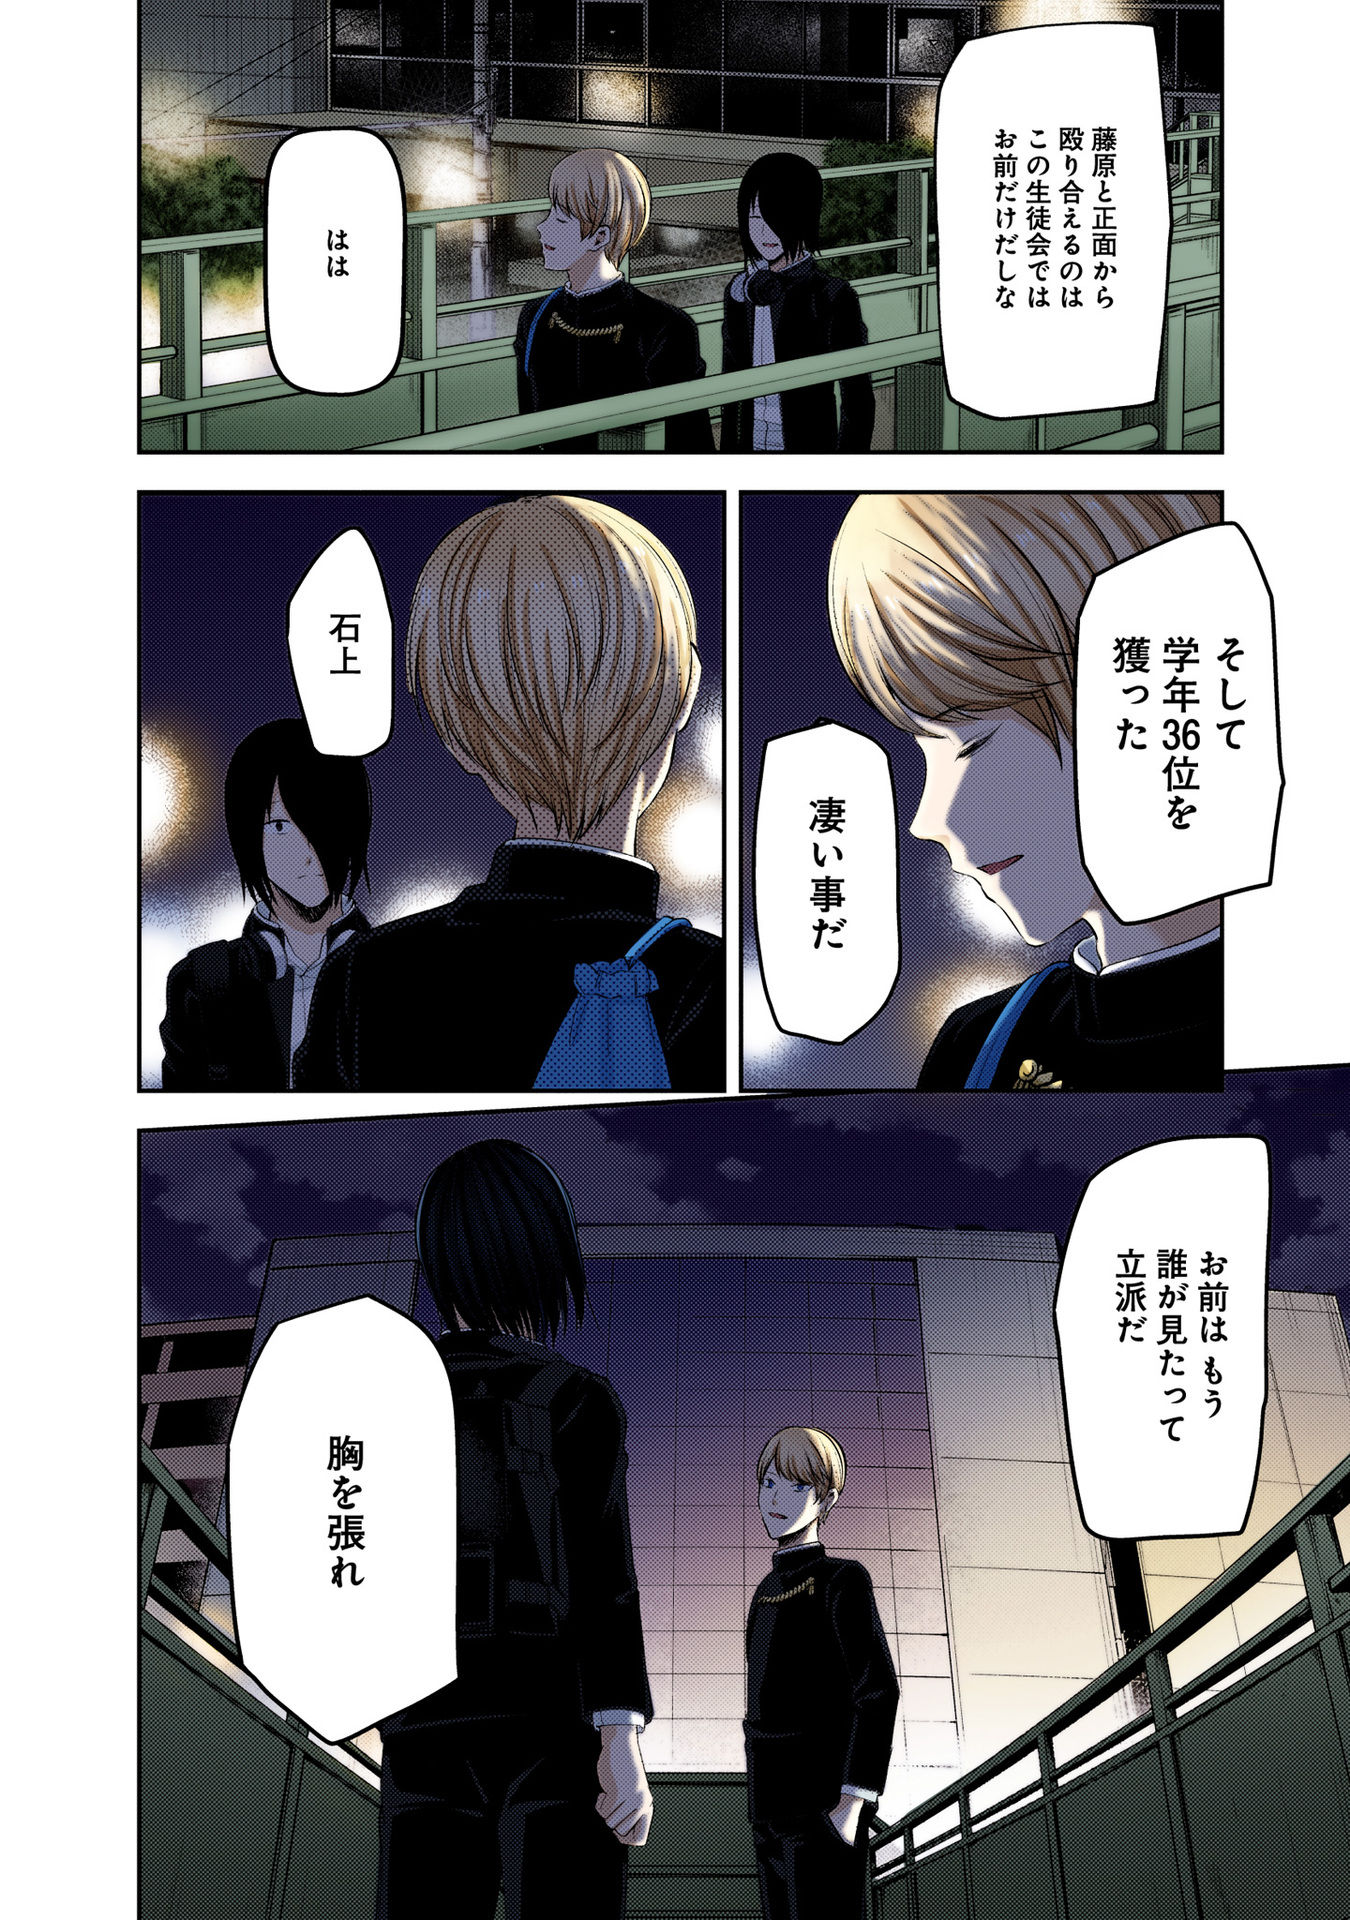 藤原と正面から
殴り合えるのは
この生徒会では
お前だけだしな
はは
そして
学年36位を
獲った
凄い事だ
石上
お前は もう
誰が見たって
立派だ
胸を張れ